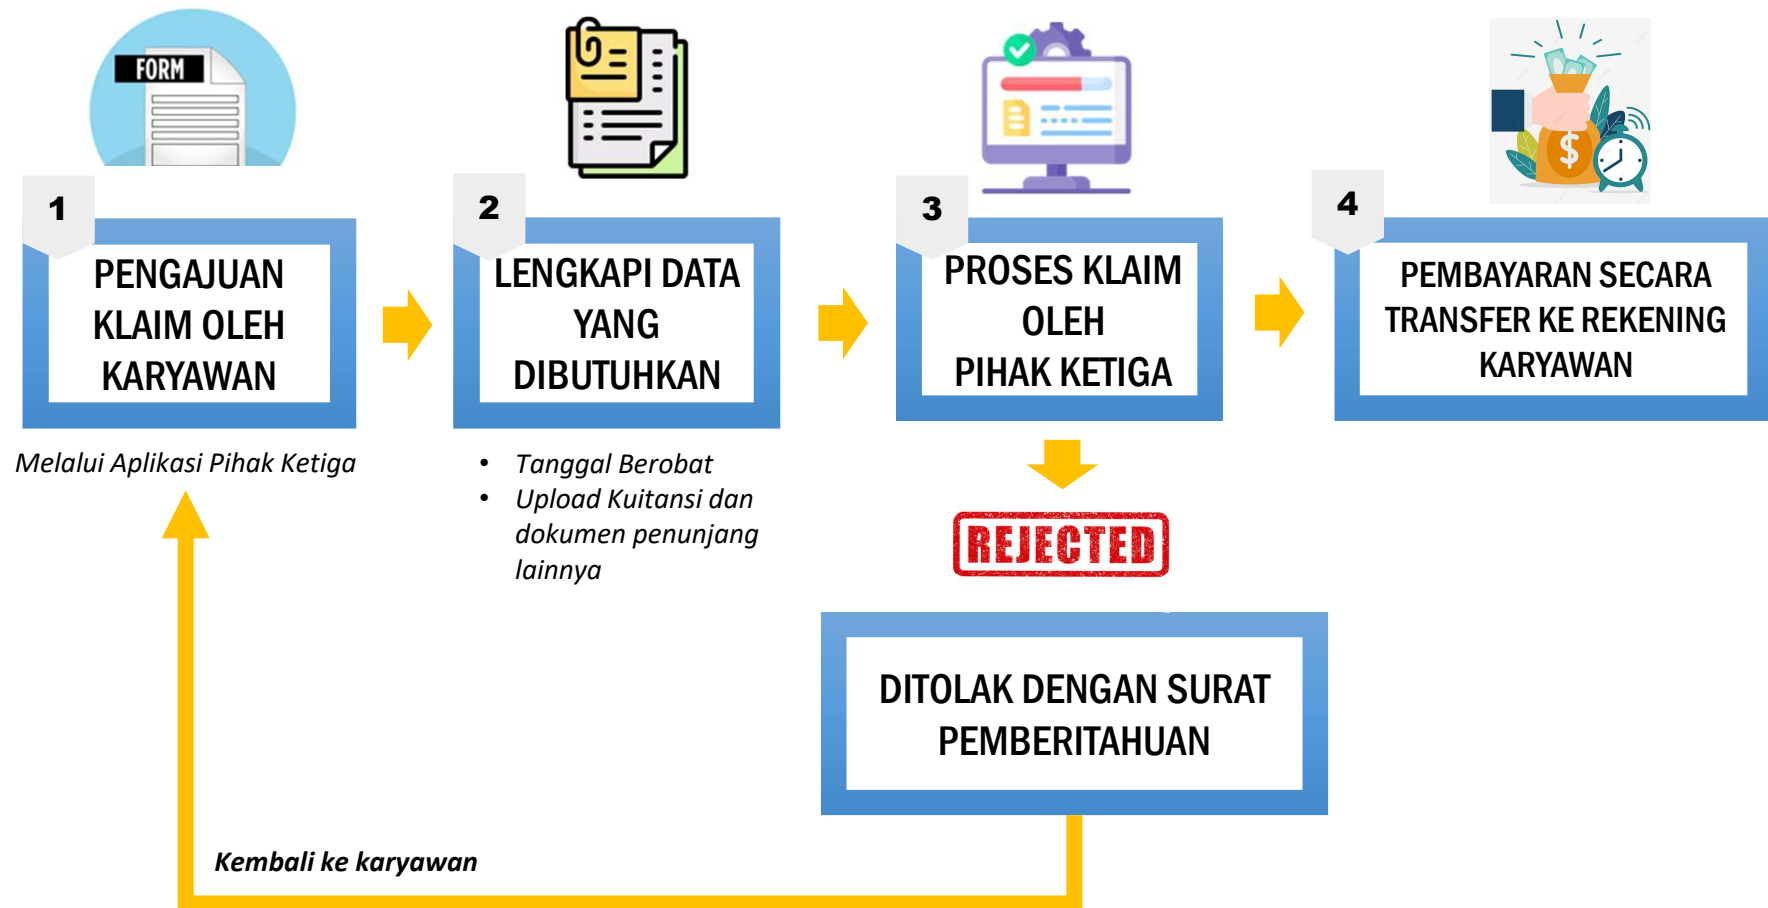 FORM
1
PENGAJUAN
KLAIM OLEH
KARYAWAN
Melalui Aplikasi Pihak Ketiga
2
LENGKAPI DATA
YANG
DIBUTUHKAN
• Tanggal Berobat
• Upload Kuitansi dan
dokumen penunjang
lainnya
3
PROSES KLAIM
OLEH
PIHAK KETIGA
4
PEMBAYARAN SECARA
TRANSFER KE REKENING
KARYAWAN
$
REJECTED
DITOLAK DENGAN SURAT
PEMBERITAHUAN
Kembali ke karyawan